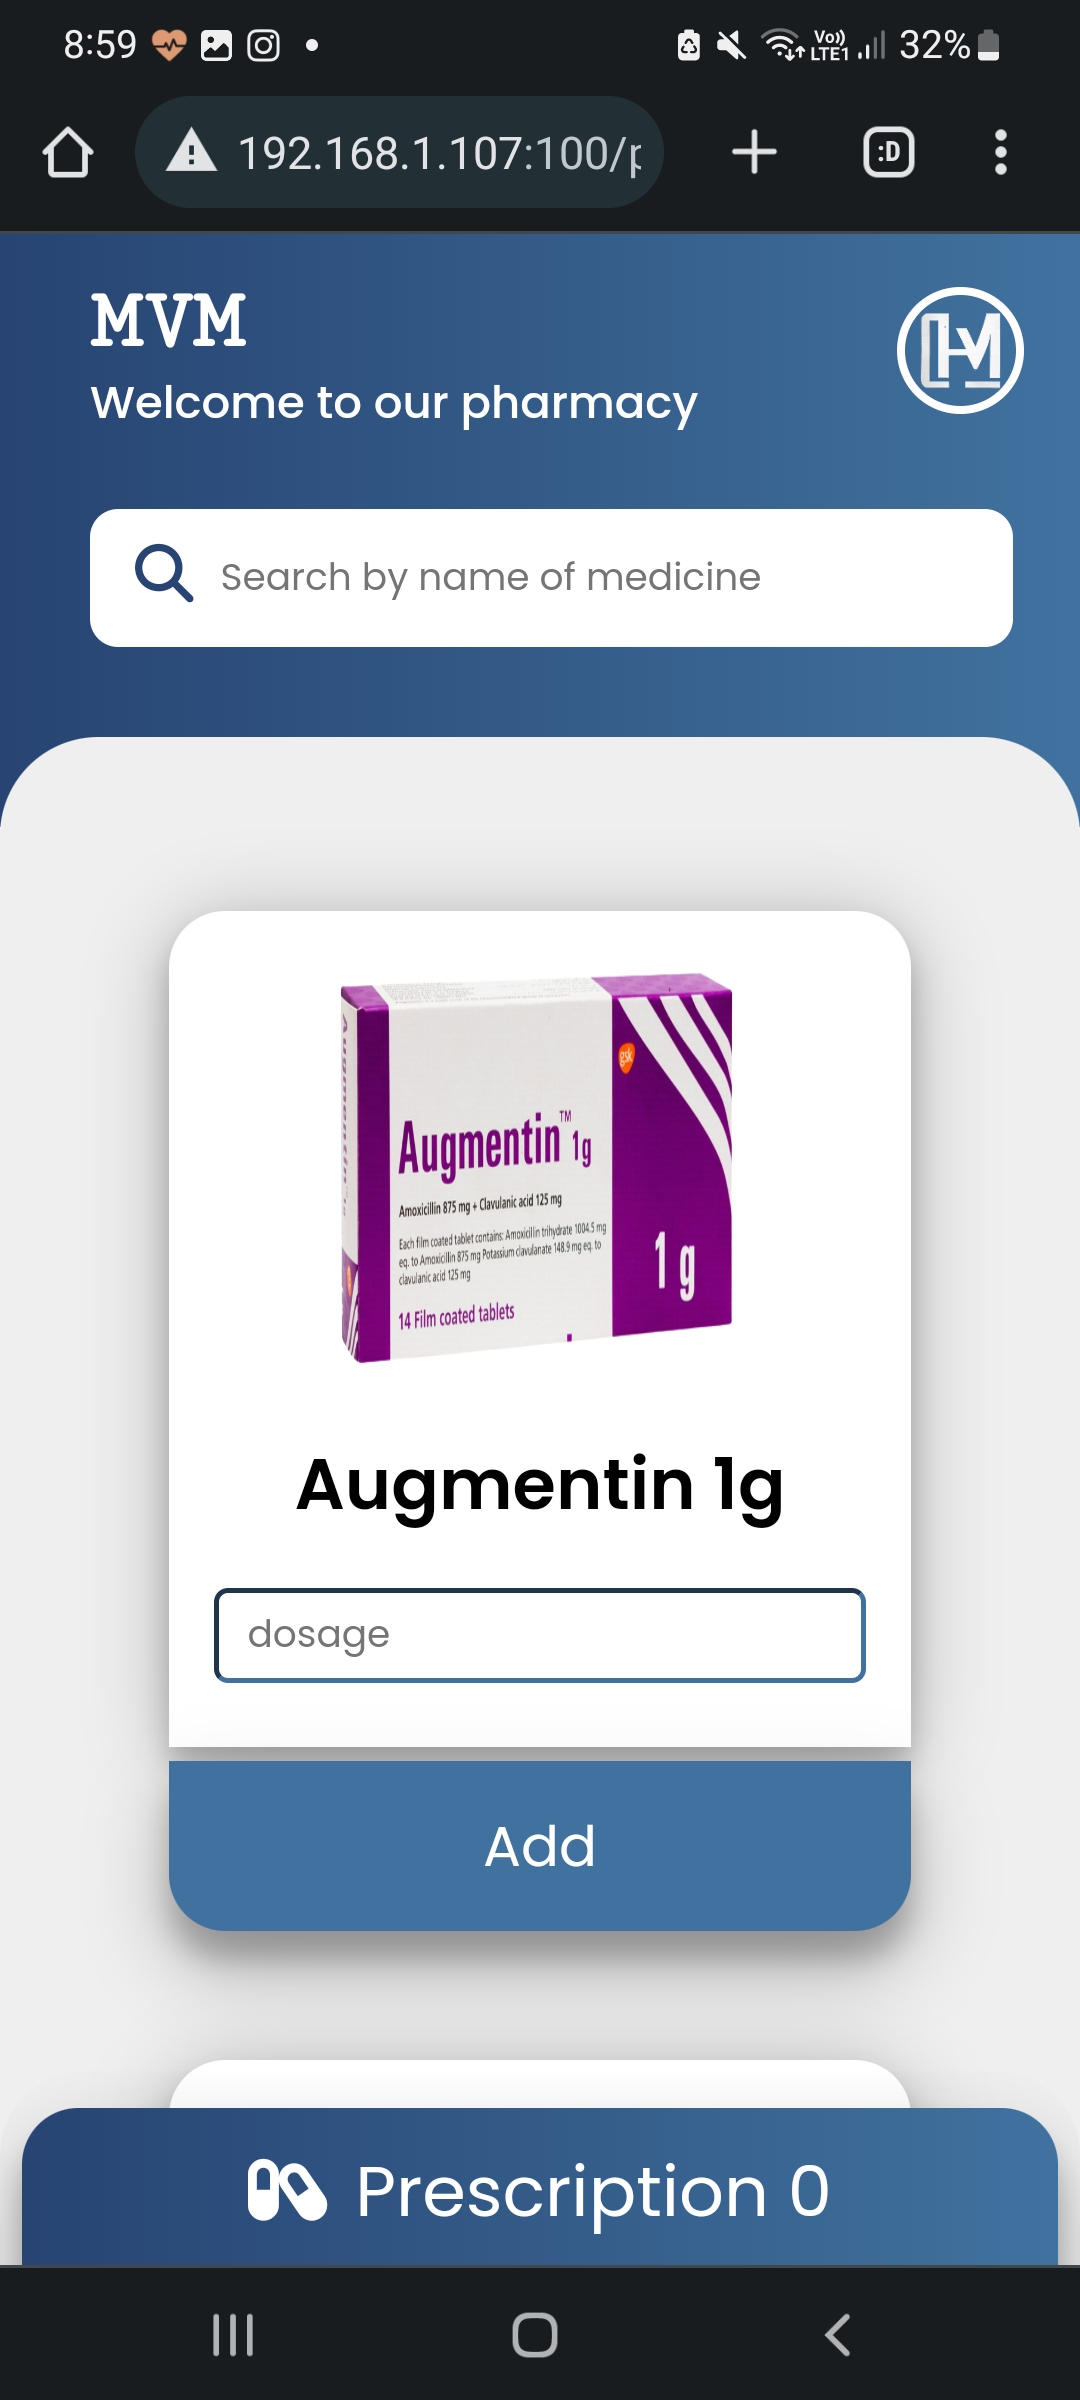 8:59
Vo))
LTE1
32%
192.168.1.107:100/p
:D
MVM
Welcome to our pharmacy
Search by name of medicine
gsk
Augmentin™ 1g
Amoxicillin 875 mg + Clavulanic acid 125 mg
Each film coated tablet contains: Amoxicillin trihydrate 1004.5 mg
eq. to Amoxicillin 875 mg Potassium clavulanate 148.9 mg eq. to
clavulanic acid 125 mg
14 Film coated tablets
1 g
Augmentin 1g
dosage
Add
Prescription 0